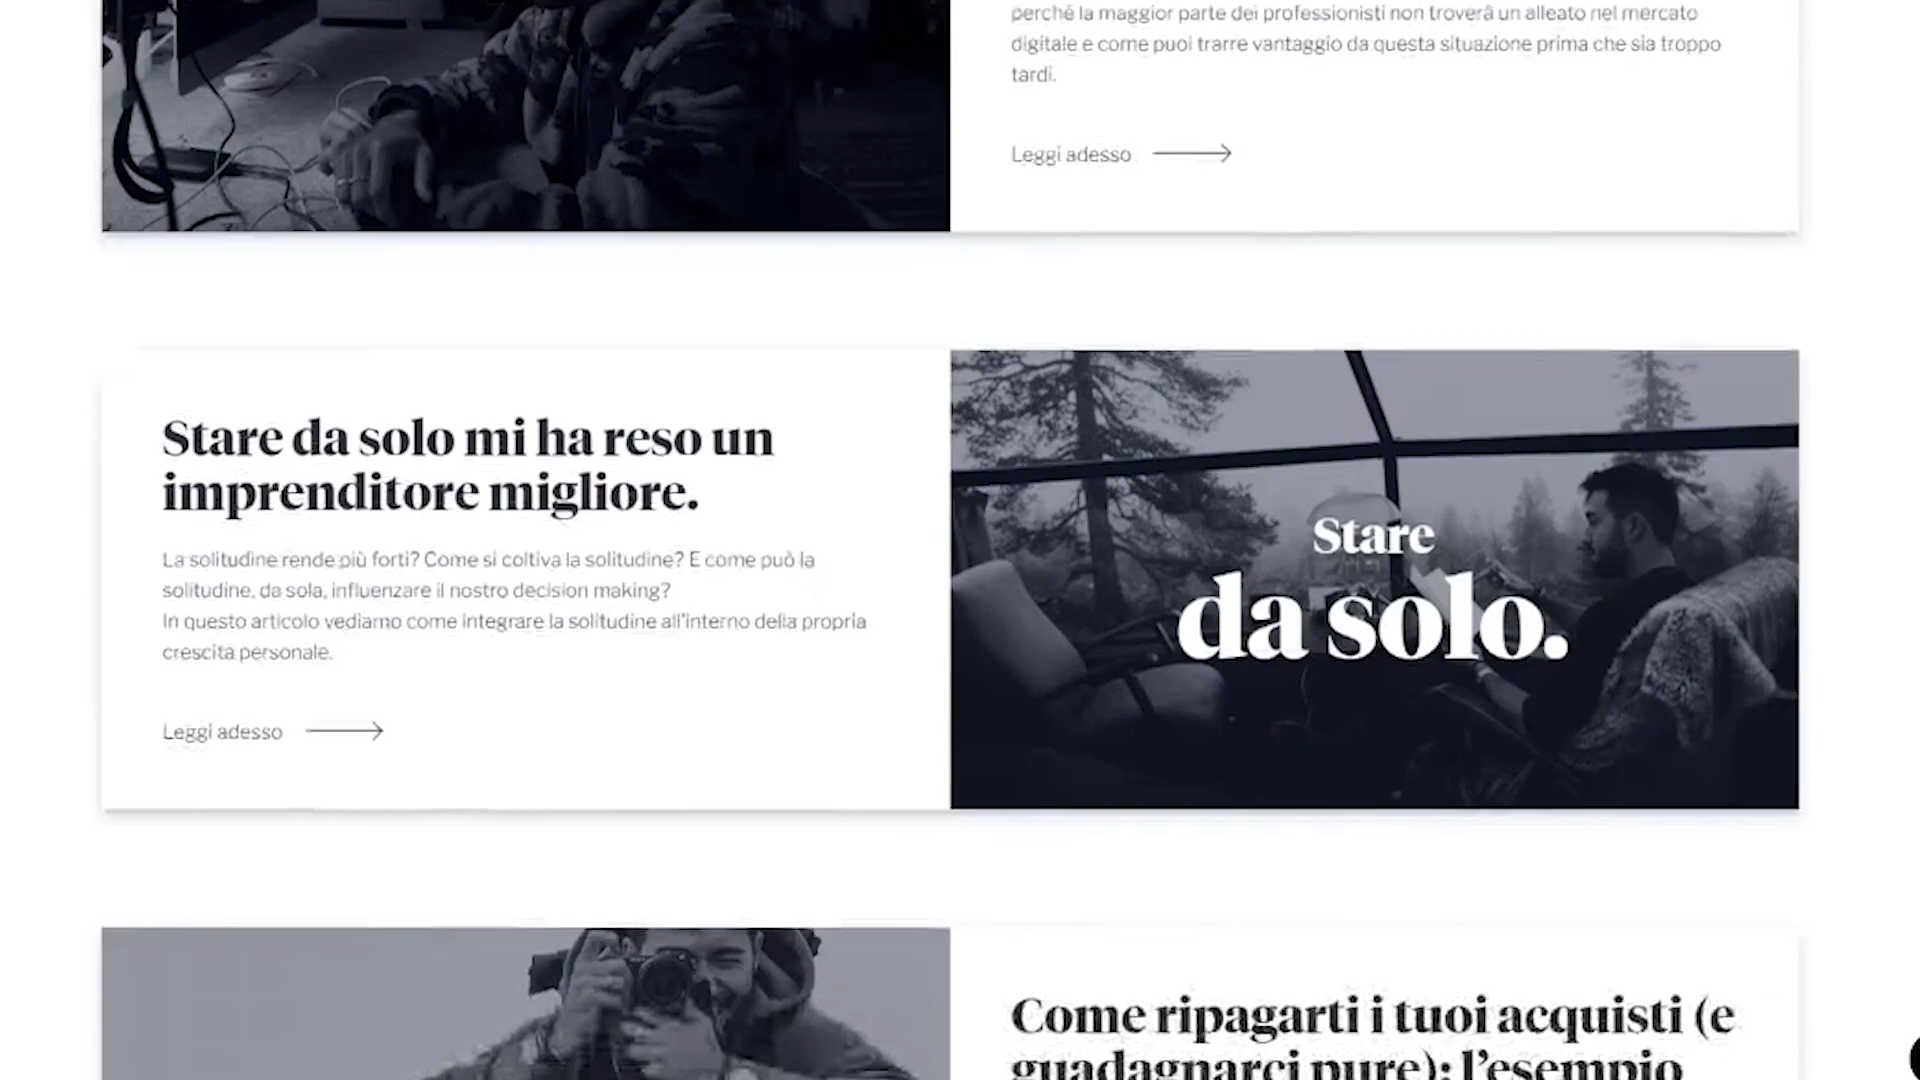 perché la maggior parte dei professionisti non troverà un alleato nel mercato
digitale e come puoi trarre vantaggio da questa situazione prima che sia troppo
tardi.
Leggi adesso
Stare da solo mi ha reso un
imprenditore migliore.
La solitudine rende più forti? Come si coltiva la solitudine? E come può la
solitudine, da sola, influenzare il nostro decision making?
In questo articolo vediamo come integrare la solitudine all'interno della propria
crescita personale.
Leggi adesso
Stare
da solo.
Come ripagarti i tuoi acquisti (e
guadagnarci pure): l'esempio